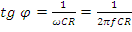 tg φ = 1/ωCR = 1/2πfCR